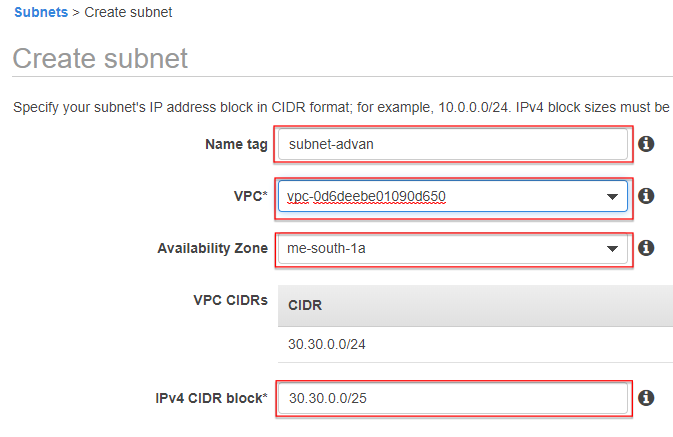 Subnets > Create subnet
Create subnet
Specify your subnet's IP address block in CIDR format; for example, 10.0.0.0/24. IPv4 block sizes must be
Name tag subnet-advan
VPC* vpc-0d6deebe01090d650
Availability Zone me-south-1a
VPC CIDRs CIDR
30.30.0.0/24
IPv4 CIDR block* 30.30.0.0/25